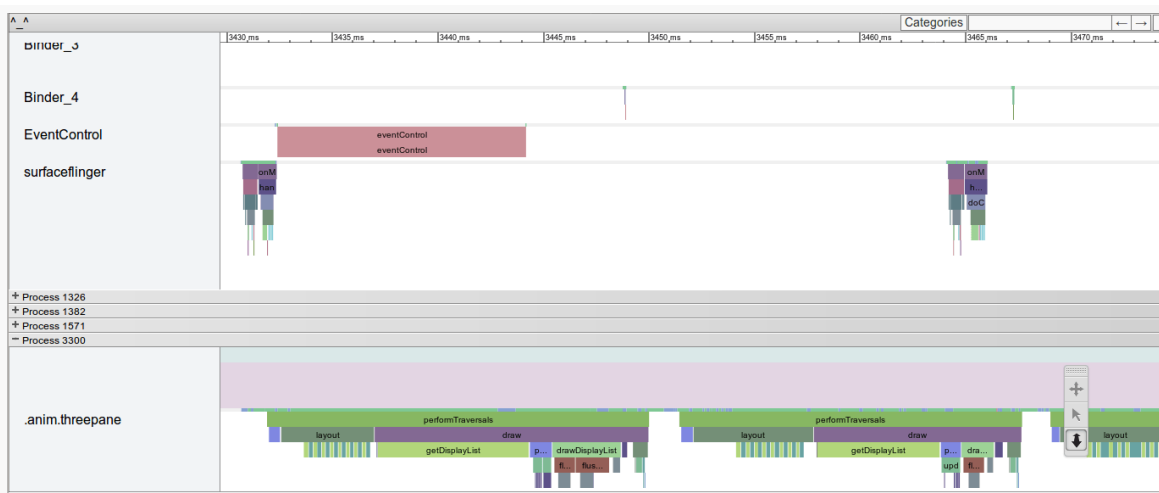 ^_^ Categories ← →
3430 ms 3435 ms 3440 ms 3445 ms 3450 ms 3455 ms 3460 ms 3465 ms 3470 ms
Binder_3
Binder_4
EventControl
eventControl
eventControl
surfaceflinger
onM onM
han h...
doC
+ Process 1326
+ Process 1382
+ Process 1571
− Process 3300
.anim.threepane
performTraversals performTraversals
layout draw layout draw layout
getDisplayList p... drawDisplayList getDisplayList p... dra...
fl... flus... upd fl...